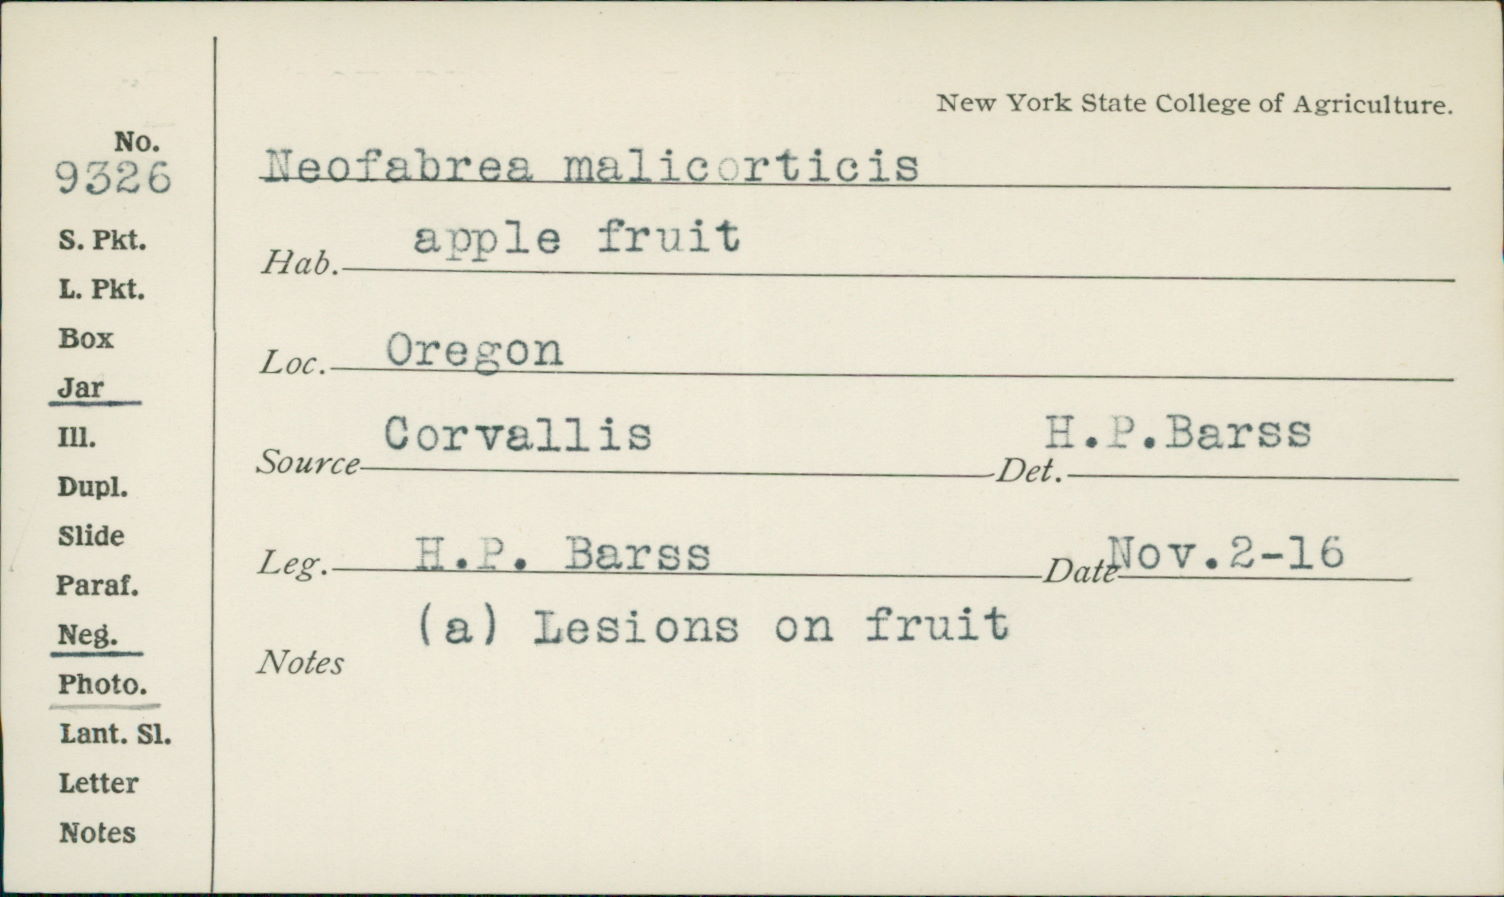 New York State College of Agriculture.
No.
9326
S. Pkt.
L. Pkt.
Box
Jar
Ill.
Dupl.
Slide
Paraf.
Neg.
Photo.
Lant. Sl.
Letter
Notes
Neofabrea malicorticis
Hab. apple fruit
Loc. Oregon
Source Corvallis Det. H.P.Barss
Leg. H.P. Barss Date Nov.2-16
Notes (a) Lesions on fruit